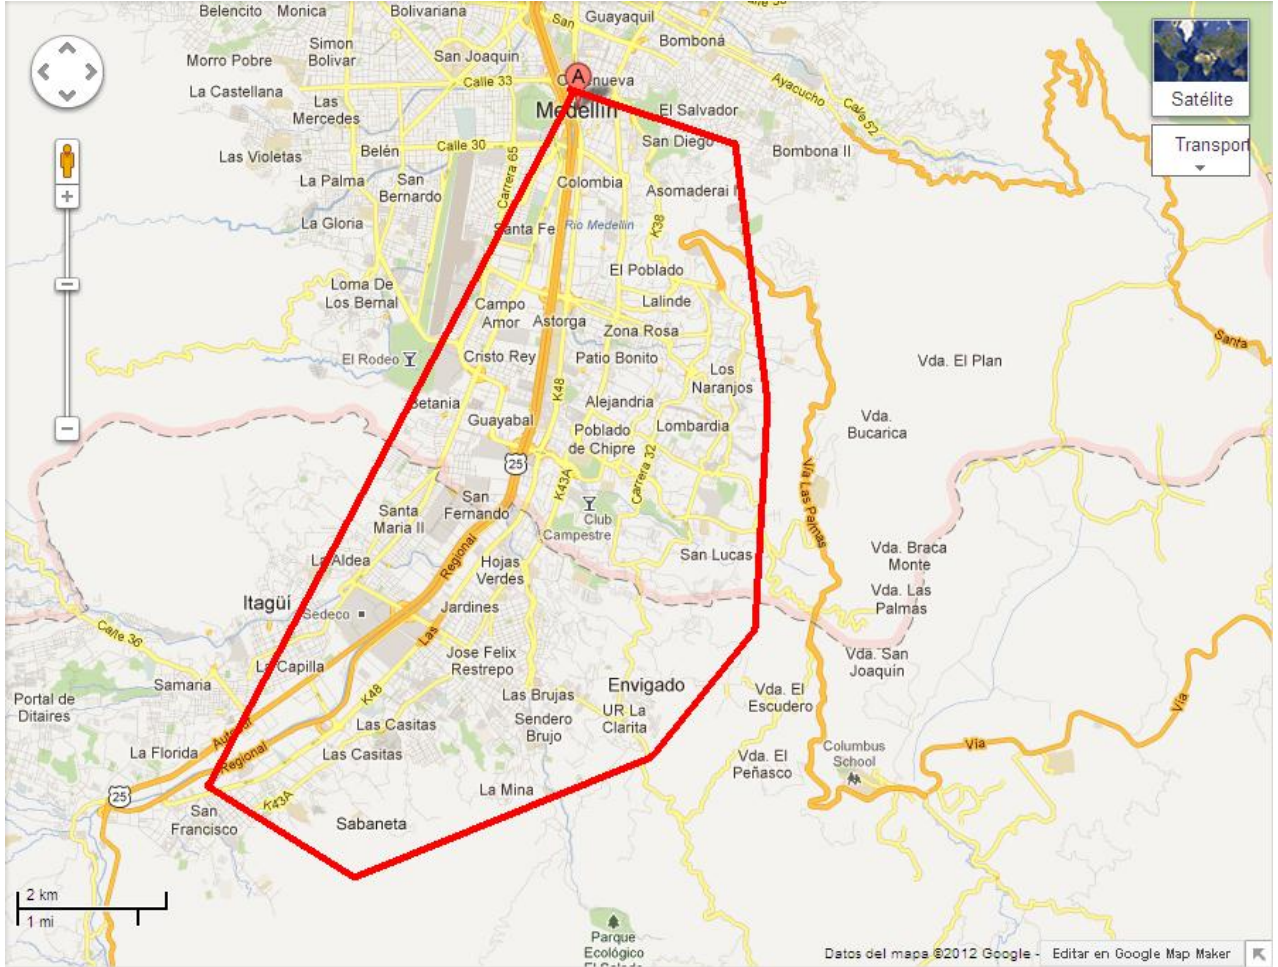 Belencito
Monica
Bolivariana
Guayaquil
San
Simon
Bolivar
San Joaquin
Bomboná
Morro Pobre
La Castellana
Calle 33
A
Ayacucho
Calle 52
Satélite
Las
Mercedes
Medellín
El Salvador
San Diego
Transport
Las Violetas
Belén
Calle 30
Carrera 65
Bombona II
La Palma
San
Bernardo
Colombia
Asomaderai
La Gloria
Santa Fe
Rio Medellin
K38
El Poblado
Loma De
Los Bernal
Campo
Amor
Astorga
Lalinde
Zona Rosa
Santa
El Rodeo
Cristo Rey
Patio Bonito
Los
Naranjos
Vda. El Plan
Betania
K48
Alejandria
Guayabal
Poblado
de Chipre
Lombardia
Vda.
Bucarica
25
K43A
Carrera 32
Vía Las Palmas
San
Fernando
Santa
Maria II
Club
Campestre
La Aldea
Regional
Hojas
Verdes
San Lucas
Vda. Braca
Monte
Itagüí
Sedeco
Jardines
Vda. Las
Palmas
Calle 36
Las
La Capilla
Jose Felix
Restrepo
Vda. San
Joaquín
Samaria
K48
Las Brujas
Envigado
Vda. El
Escudero
Portal de
Ditaires
Las Casitas
Sendero
Brujo
UR La
Clarita
Vía
La Florida
Regional
Las Casitas
Vda. El
Peñasco
Columbus
School
Vía
25
K43A
La Mina
San
Francisco
Sabaneta
2 km
1 mi
Parque
Ecológico
El Salado
Datos del mapa ©2012 Google -
Editar en Google Map Maker